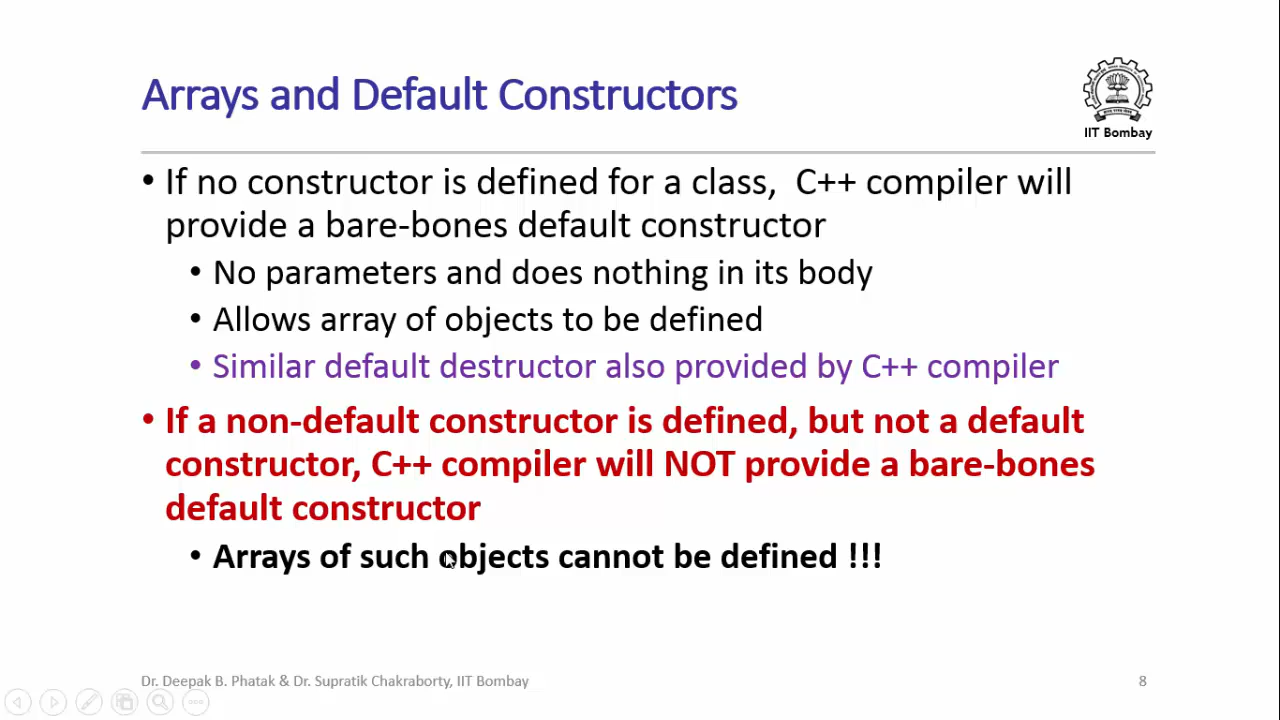 Arrays and Default Constructors
IIT Bombay
• If no constructor is defined for a class, C++ compiler will
provide a bare-bones default constructor
• No parameters and does nothing in its body
• Allows array of objects to be defined
• Similar default destructor also provided by C++ compiler
• If a non-default constructor is defined, but not a default
constructor, C++ compiler will NOT provide a bare-bones
default constructor
• Arrays of such objects cannot be defined !!!
Dr. Deepak B. Phatak & Dr. Supratik Chakraborty, IIT Bombay
8